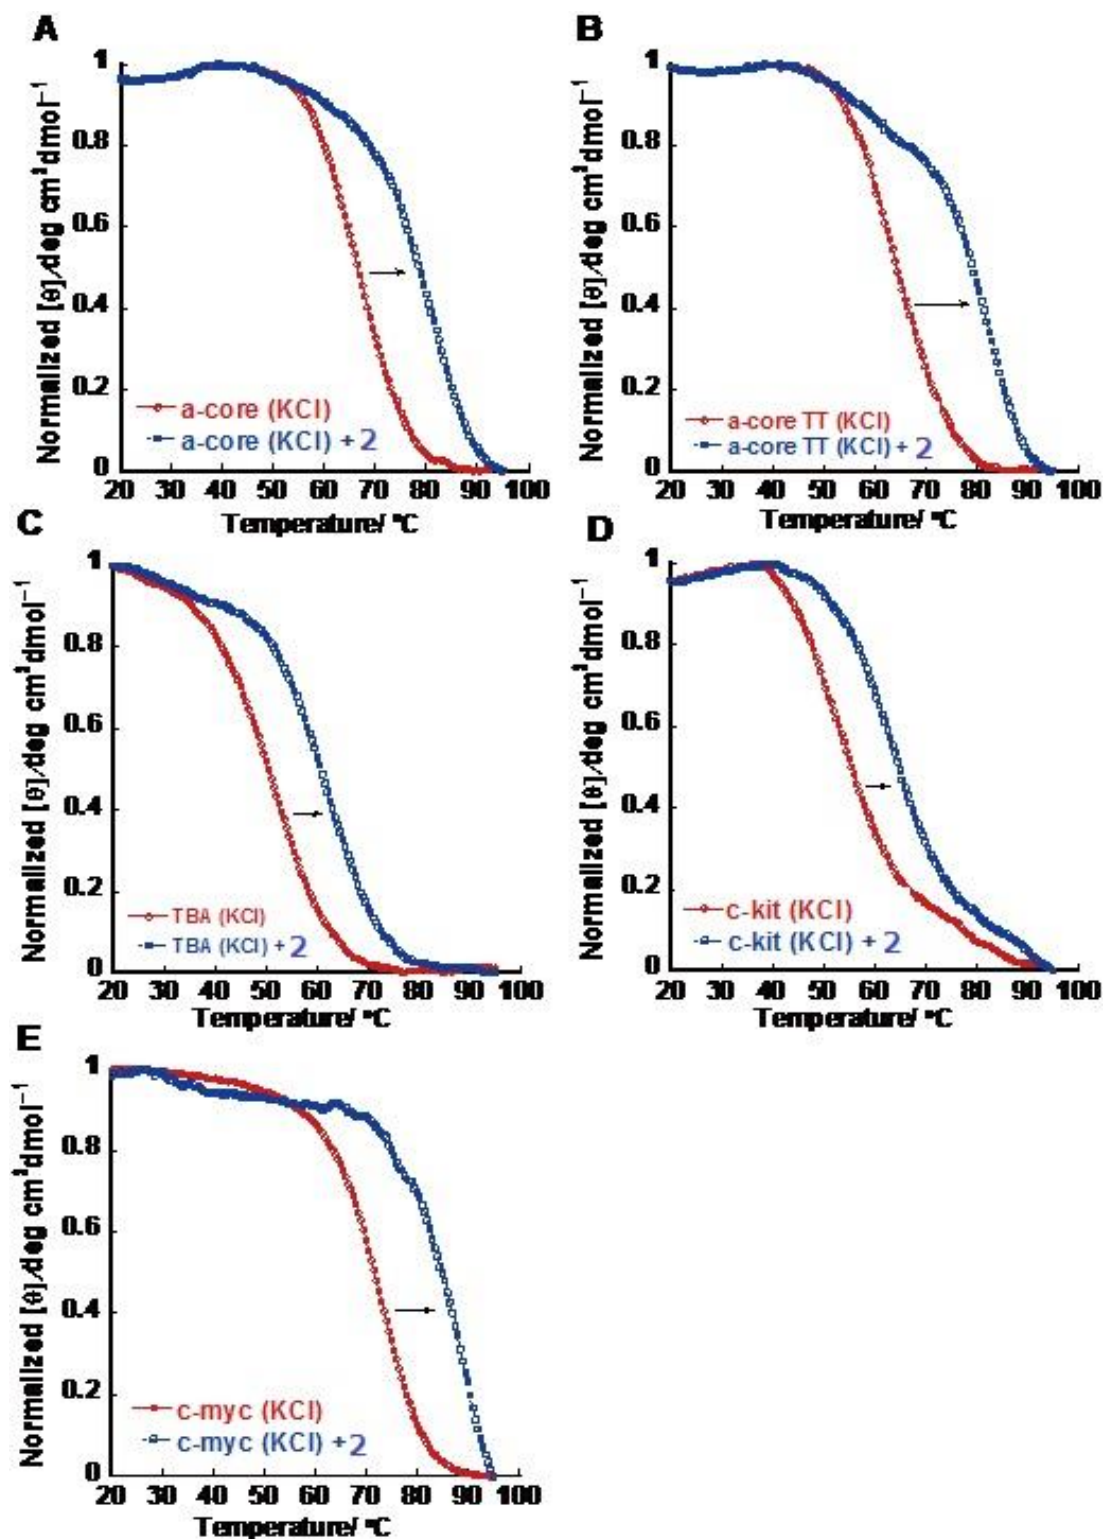 A
Normalized [θ]/deg cm³dmol⁻¹
1
0.8
0.6
0.4
0.2
0
a-core (KCl)
a-core (KCl) + 2
20 30 40 50 60 70 80 90 100
Temperature/ °C
B
Normalized [θ]/deg cm³dmol⁻¹
1
0.8
0.6
0.4
0.2
0
a-core TT (KCl)
a-core TT (KCl) + 2
20 30 40 50 60 70 80 90 100
Temperature/ °C
C
Normalized [θ]/deg cm³dmol⁻¹
1
0.8
0.6
0.4
0.2
0
TBA (KCl)
TBA (KCl) + 2
20 30 40 50 60 70 80 90 100
Temperature/ °C
D
Normalized [θ]/deg cm³dmol⁻¹
1
0.8
0.6
0.4
0.2
0
c-kit (KCl)
c-kit (KCl) + 2
20 30 40 50 60 70 80 90 100
Temperature/ °C
E
Normalized [θ]/deg cm³dmol⁻¹
1
0.8
0.6
0.4
0.2
0
c-myc (KCl)
c-myc (KCl) +2
20 30 40 50 60 70 80 90 100
Temperature/ °C